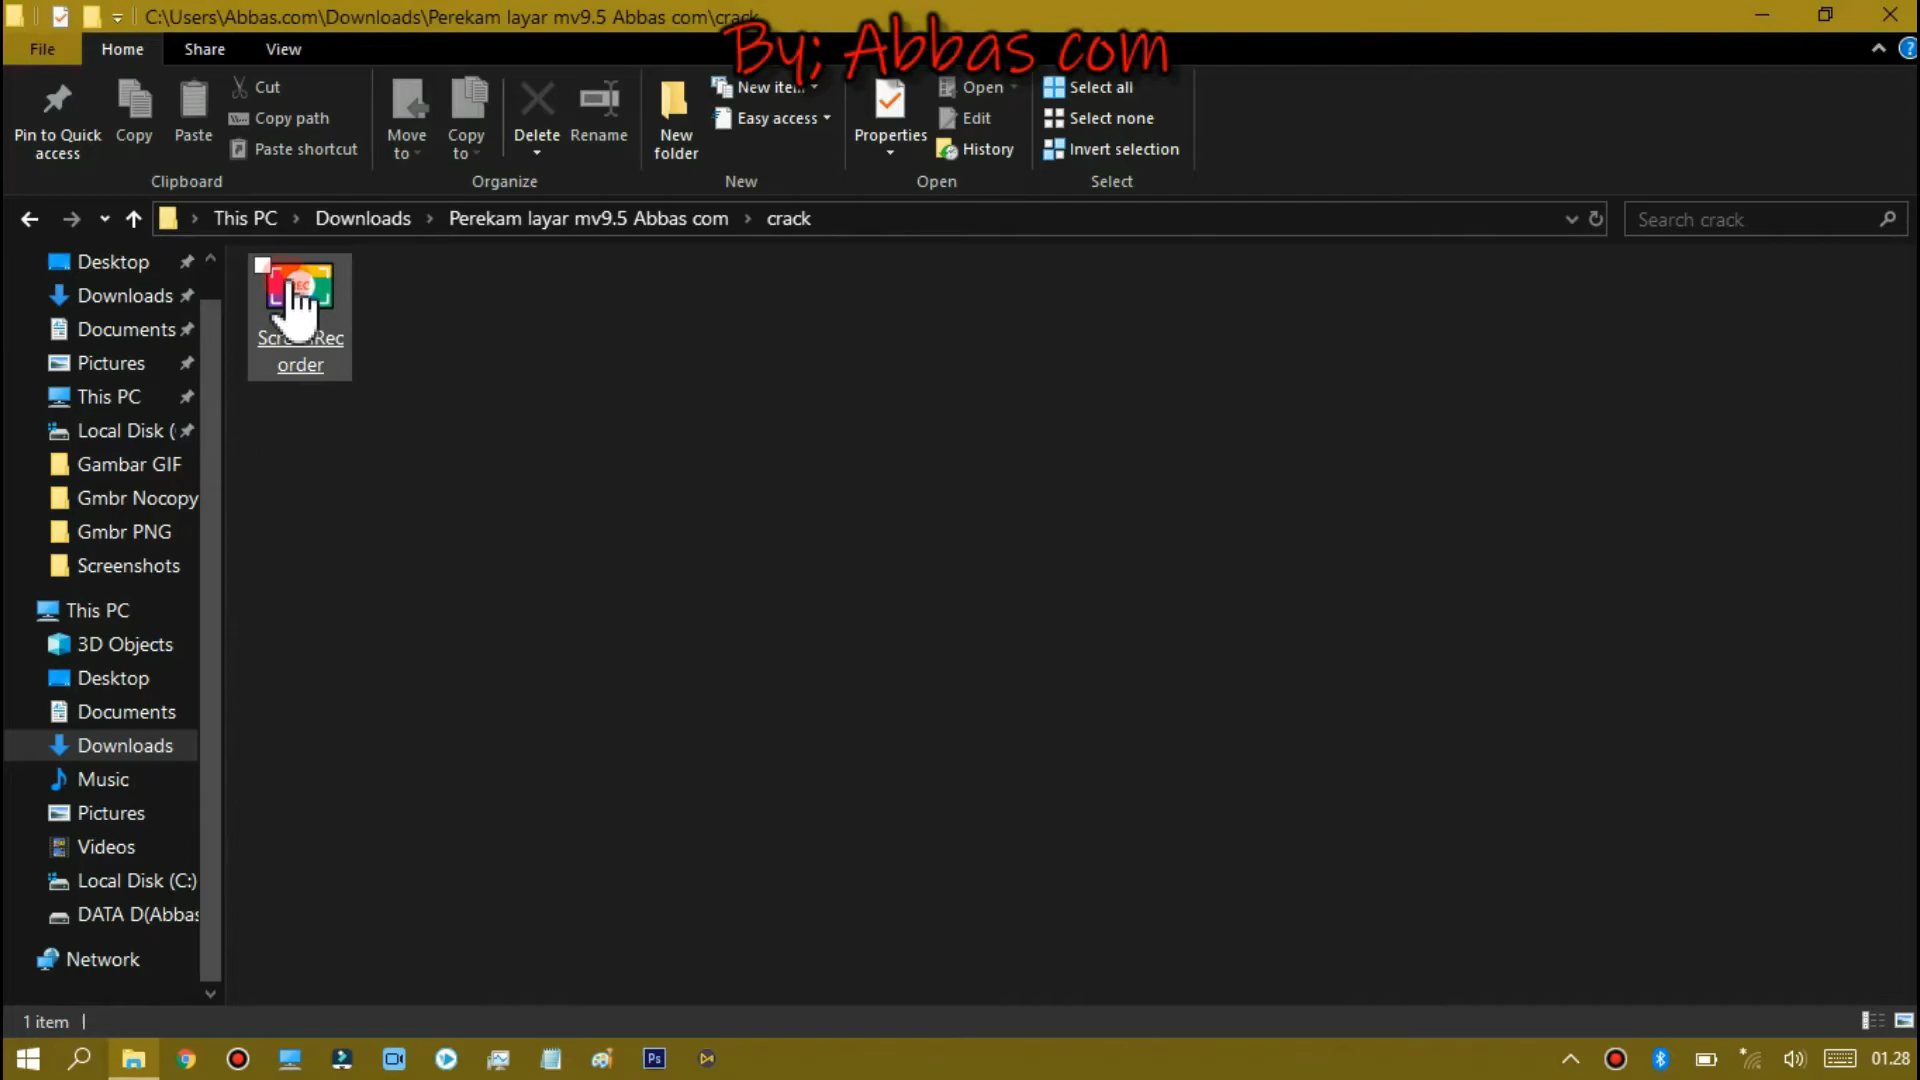 C:\Users\Abbas.com\Downloads\Perekam layar mv9.5 Abbas com\crack
By; Abbas com
File
Home
Share
View
Pin to Quick access
Copy
Paste
Cut
Copy path
Paste shortcut
Clipboard
Move to
Copy to
Delete
Rename
Organize
New folder
New
Easy access
New
Properties
Open
Edit
History
Open
Select all
Select none
Invert selection
Select
This PC
Downloads
Perekam layar mv9.5 Abbas com
crack
Search crack
Desktop
Downloads
Documents
Pictures
This PC
Local Disk (
Gambar GIF
Gmbr Nocopy
Gmbr PNG
Screenshots
This PC
3D Objects
Desktop
Documents
Downloads
Music
Pictures
Videos
Local Disk (C:)
DATA D(Abbas
Network
REC
order
1 item
Ps
01.28